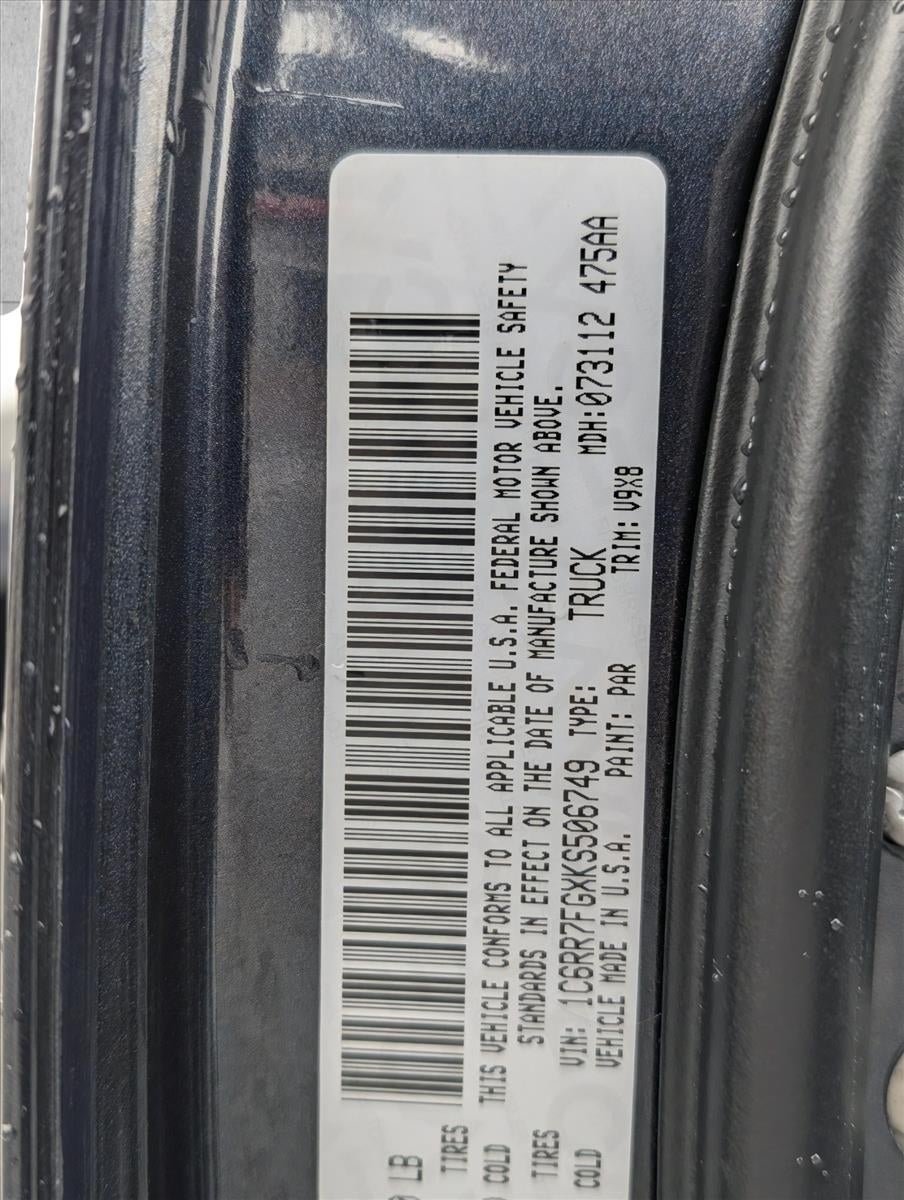 LB
TIRES
COLD
TIRES
COLD
THIS VEHICLE CONFORMS TO ALL APPLICABLE U.S.A. FEDERAL MOTOR VEHICLE SAFETY
STANDARDS IN EFFECT ON THE DATE OF MANUFACTURE SHOWN ABOVE.
VIN: 1C6RR7FGXKS506749 TYPE: TRUCK MDH:073112 475AA
VEHICLE MADE IN U.S.A. PAINT: PAR TRIM: V9X8